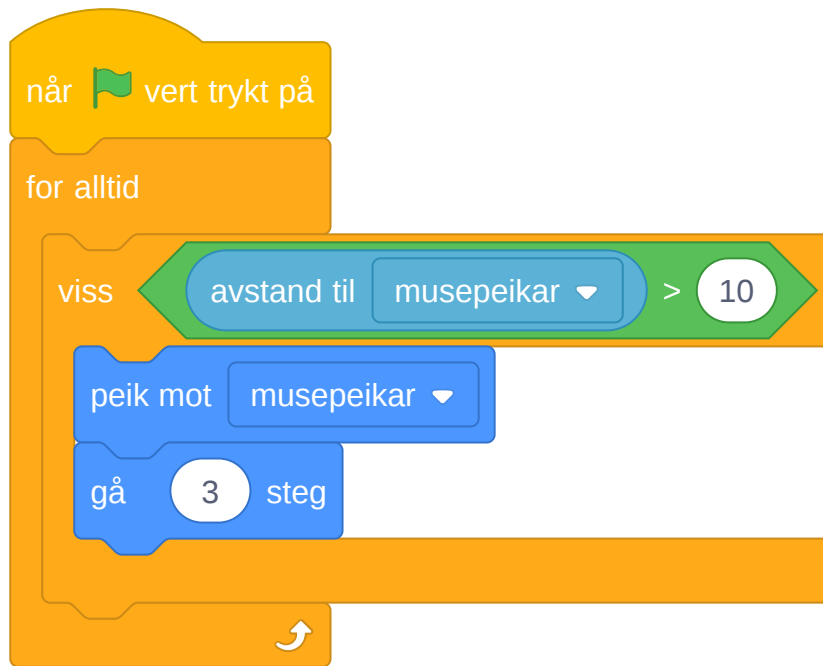 når vert trykt på
for alltid
viss avstand til musepeikar > 10
peik mot musepeikar
gå 3 steg